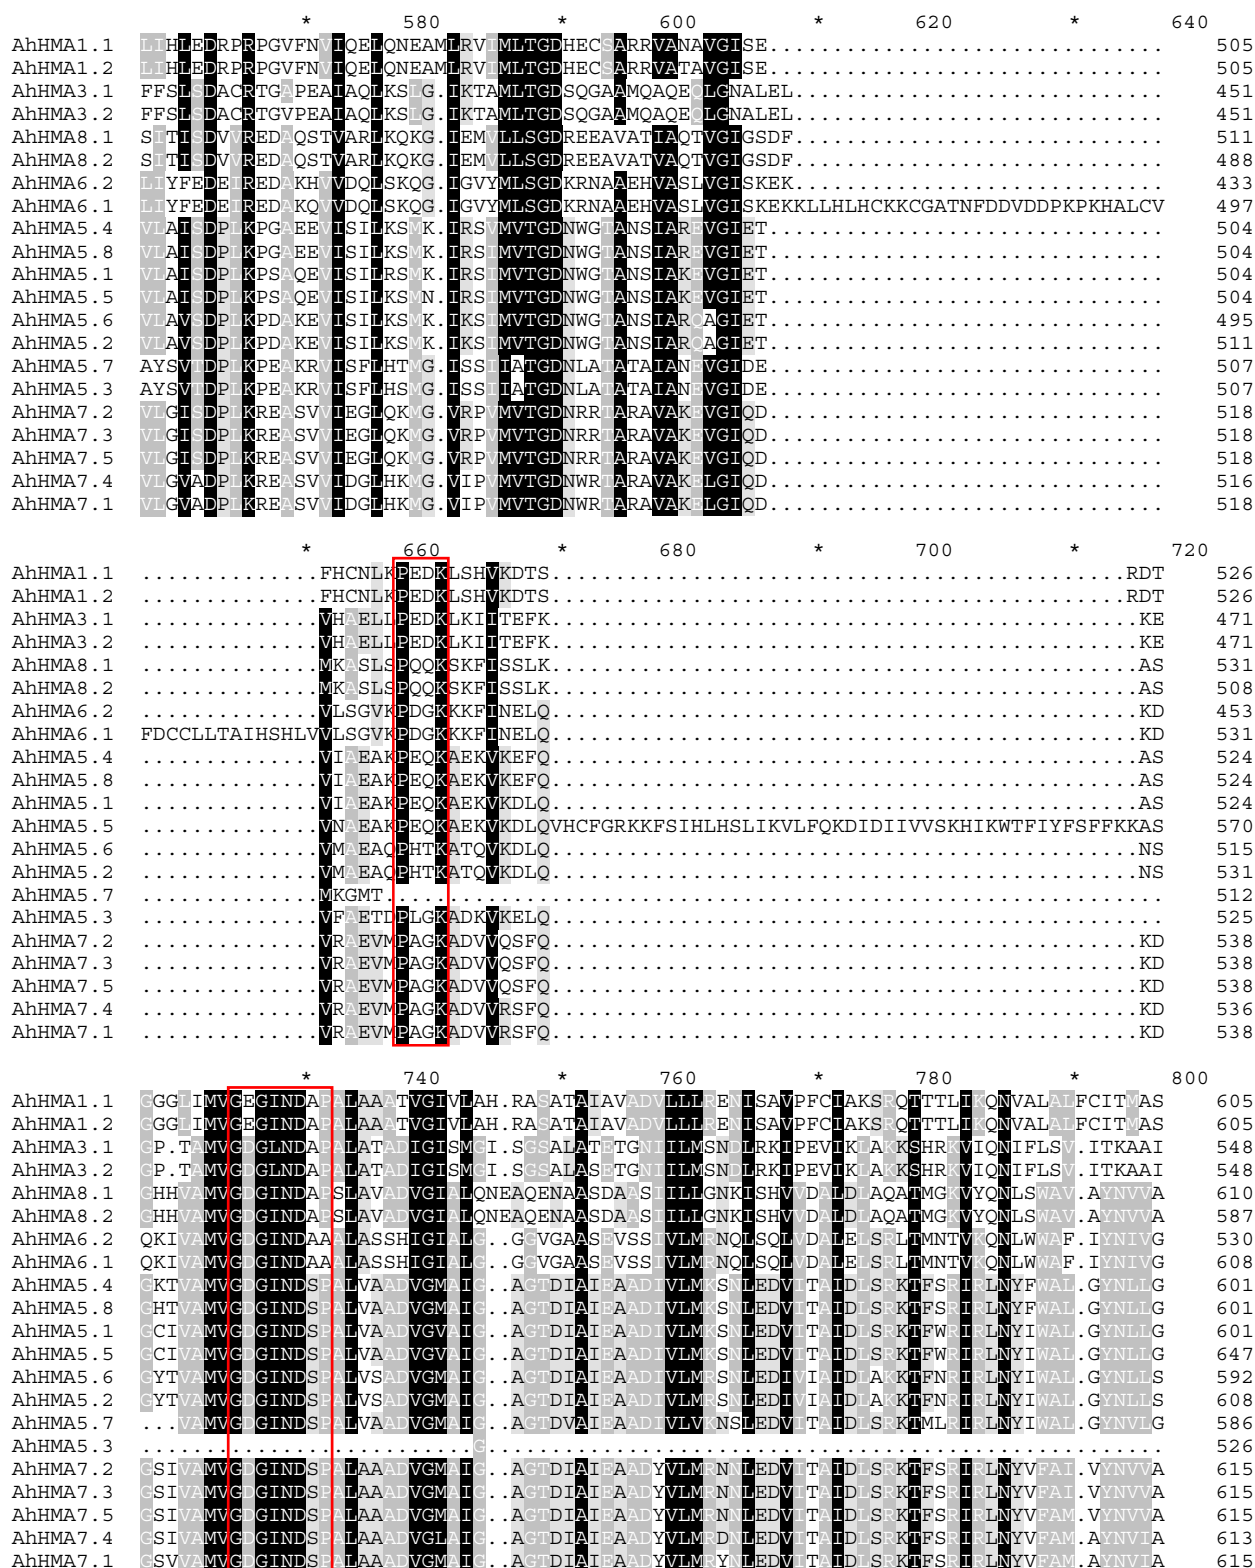 * 580 * 600 * 620 * 640
AhHMA1.1 LIHLEDRPRPGVFNVIQELQNEAMLRVIMLTGDHECSARRVANAVGISE............................... 505
AhHMA1.2 LIHLEDRPRPGVFNVIQELQNEAMLRVIMLTGDHECSARRVATAVGISE............................... 505
AhHMA3.1 FFSLSDACRTGAPEAIAQLKSLG.IKTAMLTGDSQGAAMQAQEQLGNALEL............................. 451
AhHMA3.2 FFSLSDACRTGVPEAIAQLKSLG.IKTAMLTGDSQGAAMQAQEQLGNALEL............................. 451
AhHMA8.1 SITISDVVREDAQSTVARLKQKG.IEMVLLSGDREEAVATIAQTVGIGSDF............................. 511
AhHMA8.2 SITISDVVREDAQSTVARLKQKG.IEMVLLSGDREEAVATVAQTVGIGSDF............................. 488
AhHMA6.2 LIYFEDEIREDAKHVVDQLSKQG.IGVYMLSGDKRNAAEHVASLVGISKEK............................. 433
AhHMA6.1 LIYFEDEIREDAKQVVDQLSKQG.IGVYMLSGDKRNAAEHVASLVGISKEKKLLHLHCKKCGATNFDDVDDPKPKHALCV 497
AhHMA5.4 VLAISDPLKPGAEEVISILKSMK.IRSVMVTGDNWGTANSIAREVGIET............................... 504
AhHMA5.8 VLAISDPLKPGAEEVISILKSMK.IRSIMVTGDNWGTANSIAREVGIET............................... 504
AhHMA5.1 VLAISDPLKPSAQEVISILRSMK.IRSIMVTGDNWGTANSIAREVGIET............................... 504
AhHMA5.5 VLAISDPLKPSAQEVISILKSMN.IRSIMVTGDNWGTANSIAKEVGIET............................... 504
AhHMA5.6 VLAVSDPLKPDAKEVISILKSMK.IKSIMVTGDNWGTANSIARQAGIET............................... 495
AhHMA5.2 VLAVSDPLKPDAKEVISILKSMK.IKSIMVTGDNWGTANSIARQAGIET............................... 511
AhHMA5.7 AYSVTDPLKPEAKRVISFLHTMG.ISSIIATGDNLATATAIANEVGIDE............................... 507
AhHMA5.3 AYSVTDPLKPEAKRVISFLHSMG.ISSIIATGDNLATATAIANEVGIDE............................... 507
AhHMA7.2 VLGISDPLKREASVVIEGLQKMG.VRPVMVTGDNRRTARAVAKEVGIQD............................... 518
AhHMA7.3 VLGISDPLKREASVVIEGLQKMG.VRPVMVTGDNRRTARAVAKEVGIQD............................... 518
AhHMA7.5 VLGISDPLKREASVVIEGLQKMG.VRPVMVTGDNRRTARAVAKEVGIQD............................... 518
AhHMA7.4 VLGVADPLKREASVVIDGLHKMG.VIPVMVTGDNWRTARAVAKELGIQD............................... 516
AhHMA7.1 VLGVADPLKREASVVIDGLHKMG.VIPVMVTGDNWRTARAVAKELGIQD............................... 518
* 660 * 680 * 700 * 720
AhHMA1.1 ..............FHCNLKPEDKLSHVKDTS.............................................RDT 526
AhHMA1.2 ..............FHCNLKPEDKLSHVKDTS.............................................RDT 526
AhHMA3.1 ..............VHAELLPEDKLKIITEFK..............................................KE 471
AhHMA3.2 ..............VHAELLPEDKLKIITEFK..............................................KE 471
AhHMA8.1 ..............MKASLSPQQKSKFISSLK..............................................AS 531
AhHMA8.2 ..............MKASLSPQQKSKFISSLK..............................................AS 508
AhHMA6.2 ..............VLSGVKPDGKKKFINELQ..............................................KD 453
AhHMA6.1 FDCCLLTAIHSHLVVLSGVKPDGKKKFINELQ..............................................KD 531
AhHMA5.4 ..............VIAEAKPEQKAEKVKEFQ..............................................AS 524
AhHMA5.8 ..............VIAEAKPEQKAEKVKEFQ..............................................AS 524
AhHMA5.1 ..............VIAEAKPEQKAEKVKDLQ..............................................AS 524
AhHMA5.5 ..............VNAEAKPEQKAEKVKDLQVHCFGRKKFSIHLHSLIKVLFQKDIDIIVVSKHIKWTFIYFSFFKKAS 570
AhHMA5.6 ..............VMAEAQPHTKATQVKDLQ..............................................NS 515
AhHMA5.2 ..............VMAEAQPHTKATQVKDLQ..............................................NS 531
AhHMA5.7 ..............MKGMT............................................................. 512
AhHMA5.3 ..............VFAETDPLGKADKVKELQ................................................ 525
AhHMA7.2 ..............VRAEVMPAGKADVVQSFQ..............................................KD 538
AhHMA7.3 ..............VRAEVMPAGKADVVQSFQ..............................................KD 538
AhHMA7.5 ..............VRAEVMPAGKADVVQSFQ..............................................KD 538
AhHMA7.4 ..............VRAEVMPAGKADVVRSFQ..............................................KD 536
AhHMA7.1 ..............VRAEVMPAGKADVVRSFQ..............................................KD 538
* 740 * 760 * 780 * 800
AhHMA1.1 GGGLIMVGEGINDAPALAAATVGIVLAH.RASATAIAVADVLLLRENISAVPFCIAKSRQTTTLIKQNVALALFCITMAS 605
AhHMA1.2 GGGLIMVGEGINDAPALAAATVGIVLAH.RASATAIAVADVLLLRENISAVPFCIAKSRQTTTLIKQNVALALFCITMAS 605
AhHMA3.1 GP.TAMVGDGLNDAPALATADIGISMGI.SGSALATETGNIILMSNDLRKIPEVIKLAKKSHRKVIQNIFLSV.ITKAAI 548
AhHMA3.2 GP.TAMVGDGLNDAPALATADIGISMGI.SGSALASETGNIILMSNDLRKIPEVIKLAKKSHRKVIQNIFLSV.ITKAAI 548
AhHMA8.1 GHHVAMVGDGINDAPSLAVADVGIALQNEAQENAASDAASIILLGNKISHVVDALDLAQATMGKVYQNLSWAV.AYNVVA 610
AhHMA8.2 GHHVAMVGDGINDAPSLAVADVGIALQNEAQENAASDAASIILLGNKISHVVDALDLAQATMGKVYQNLSWAV.AYNVVA 587
AhHMA6.2 QKIVAMVGDGINDAAALASSHIGIALG..GGVGAASEVSSIVLMRNQLSQLVDALELSRLTMNTVKQNLWWAF.IYNIVG 530
AhHMA6.1 QKIVAMVGDGINDAAALASSHIGIALG..GGVGAASEVSSIVLMRNQLSQLVDALELSRLTMNTVKQNLWWAF.IYNIVG 608
AhHMA5.4 GKTVAMVGDGINDSPALVAADVGMAIG..AGTDIAIEAADIVLMKSNLEDVITAIDLSRKTFSRIRLNYFWAL.GYNLLG 601
AhHMA5.8 GHTVAMVGDGINDSPALVAADVGMAIG..AGTDIAIEAADIVLMKSNLEDVITAIDLSRKTFSRIRLNYFWAL.GYNLLG 601
AhHMA5.1 GCIVAMVGDGINDSPALVAADVGVAIG..AGTDIAIEAADIVLMKSNLEDVITAIDLSRKTFWRIRLNYIWAL.GYNLLG 601
AhHMA5.5 GCIVAMVGDGINDSPALVAADVGVAIG..AGTDIAIEAADIVLMKSNLEDVITAIDLSRKTFWRIRLNYIWAL.GYNLLG 647
AhHMA5.6 GYTVAMVGDGINDSPALVSADVGMAIG..AGTDIAIEAADIVLMKSNLEDVIIAIDLAKKTFNRIRLNYIWAL.GYNLLS 592
AhHMA5.2 GYTVAMVGDGINDSPALVSADVGMAIG..AGTDIAIEAADIVLMKSNLEDIVIAIDLAKKTFNRIRLNYIWAL.GYNLLS 608
AhHMA5.7 ...VAMVGDGINDSPALVAADVGMAIG..AGTDVAIEAADIVLVKNSLEDVITAIDLSRKTMLRIRLNYIWAL.GYNVLG 586
AhHMA5.3 ..........................G..................................................... 526
AhHMA7.2 GSIVAMVGDGINDSPALAAADVGMAIG..AGTDIAIEAADYVLMRNNLEDVITAIDLSRKTFSRIRLNYVFAI.VYNVVA 615
AhHMA7.3 GSIVAMVGDGINDSPALAAADVGMAIG..AGTDIAIEAADYVLMRNNLEDVITAIDLSRKTFSRIRLNYVFAI.VYNVVA 615
AhHMA7.5 GSIVAMVGDGINDSPALAAADVGMAIG..AGTDIAIEAADYVLMRNNLEDVITAIDLSRKTFSRIRLNYVFAM.VYNVVA 615
AhHMA7.4 GSIVAMVGDGINDSPALAAADVGLAIG..AGTDIAIEAADYVLMRDNLEDVITAIDLSRKTFSRIRLNYVFAM.AYNVIA 613
AhHMA7.1 GSVVAMVGDGINDSPALAAADVGMAIG..AGTDIAIEAADYVLMRYNLEDVITAIDLSRKTFSRIRLNYVFAM.AYNVIA 615